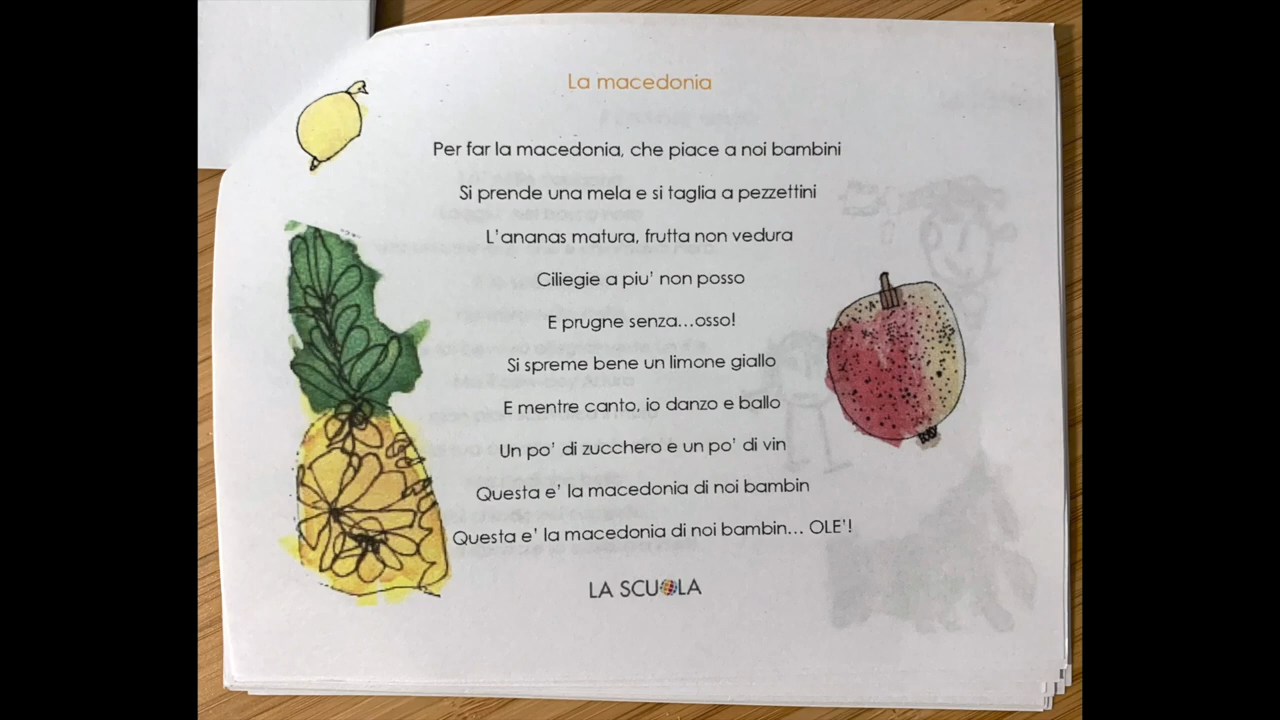 La macedonia
Per far la macedonia, che piace a noi bambini
Si prende una mela e si taglia a pezzettini
L'ananas matura, frutta non vedura
Ciliegie a piu' non posso
E prugne senza...osso!
Si spreme bene un limone giallo
E mentre canto, io danzo e ballo
Un po' di zucchero e un po' di vin
Questa e' la macedonia di noi bambin
Questa e' la macedonia di noi bambin... OLE'!
LA SCUOLA